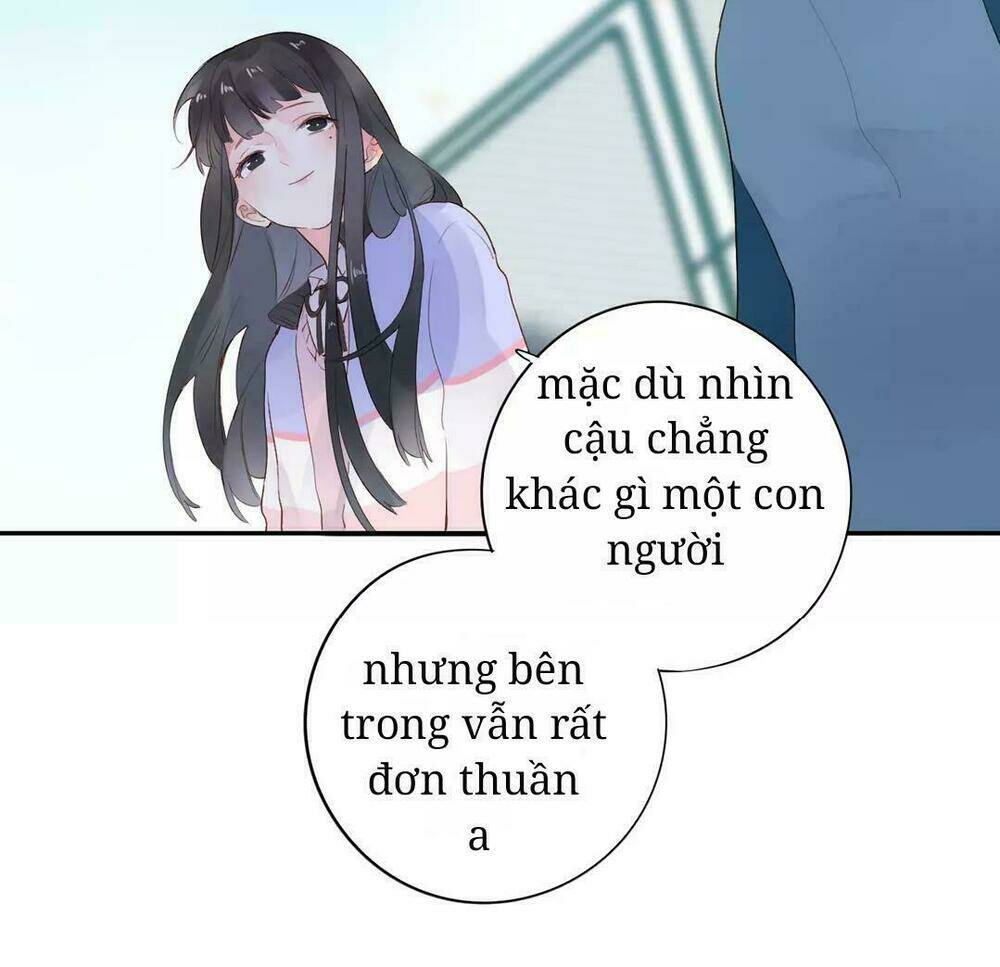 mặc dù nhìn
cậu chẳng
khác gì một con
người
nhưng bên
trong vẫn rất
đơn thuần
a